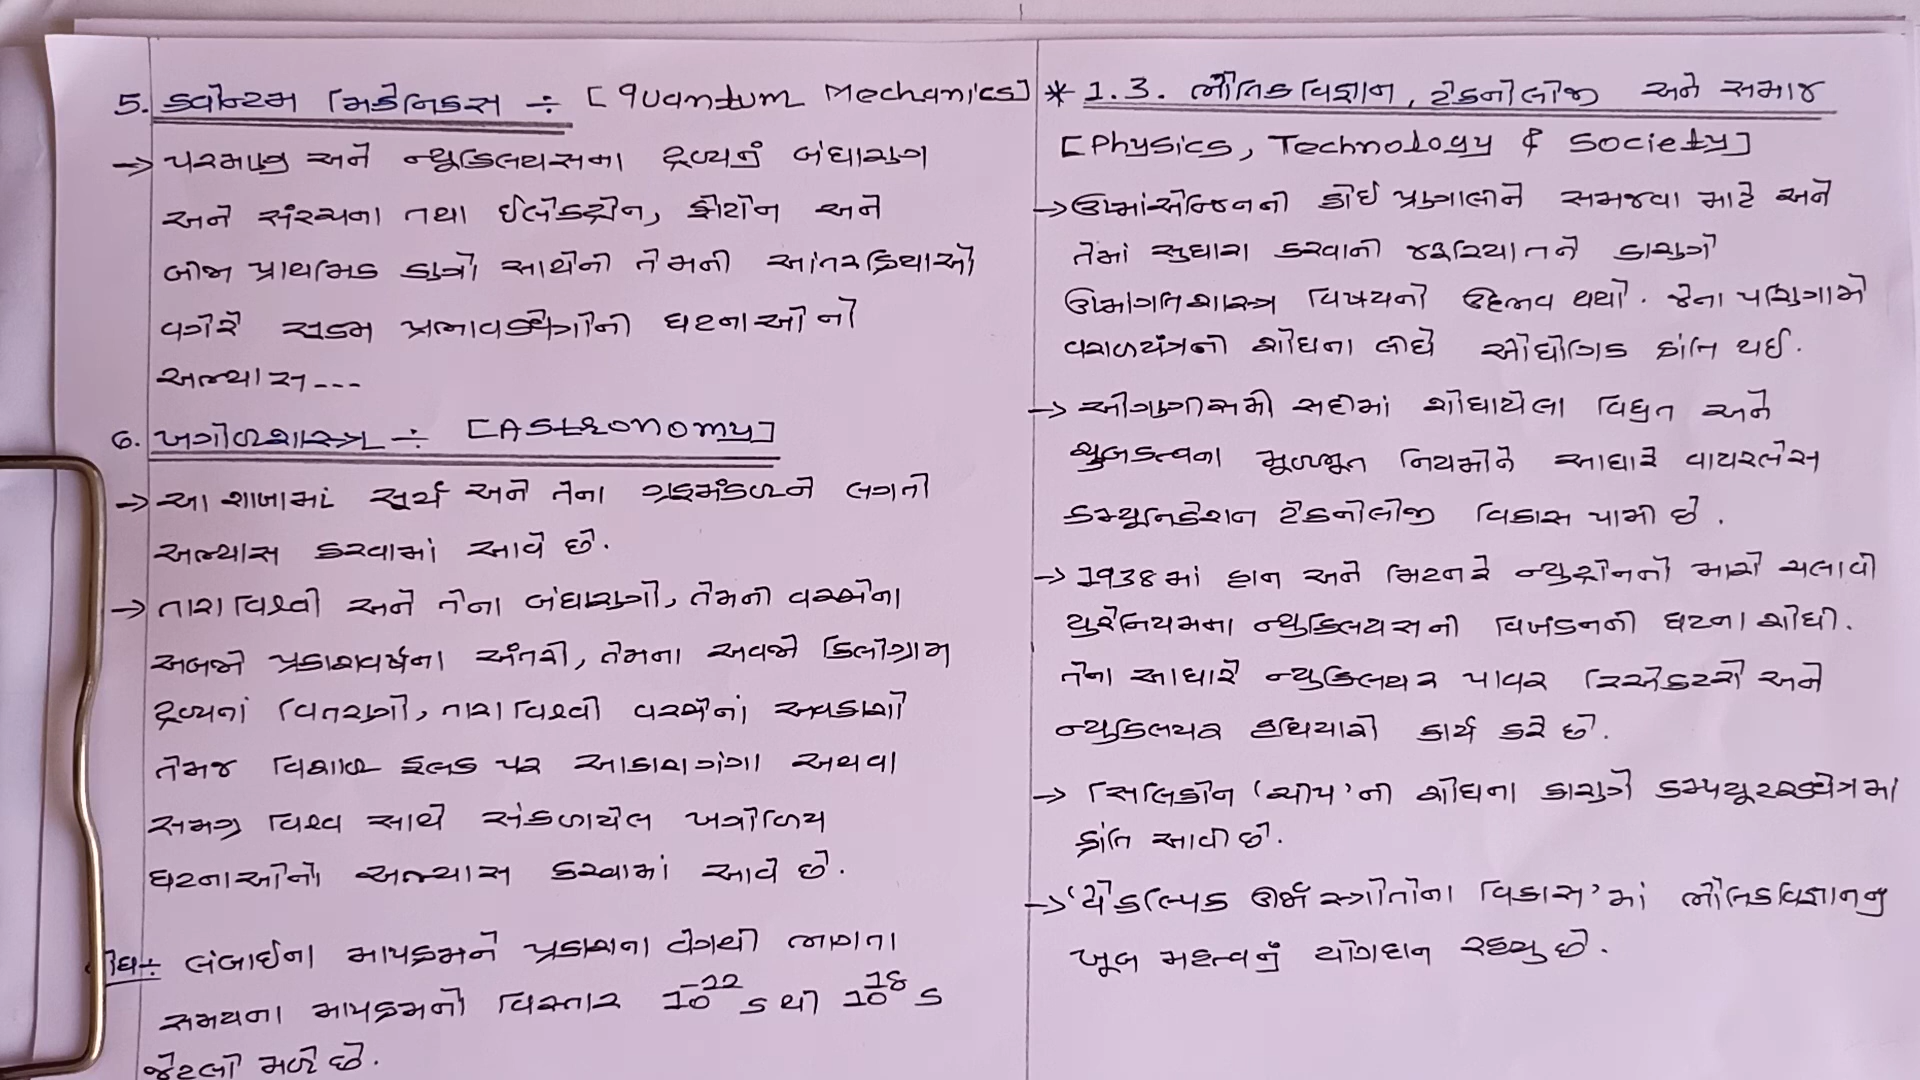 5. ક્વોન્ટમ મિકેનિક્સ ÷ [Quantum Mechanics]
→ પરમાણુ અને ન્યુક્લિયસના દ્રવ્યનું બંધારણ
અને સંરચના તથા ઈલેક્ટ્રોન, ફોટોન અને
બીજા પ્રાથમિક કણો સાથેની તેમની આંતરક્રિયાઓ
વગેરે સૂક્ષ્મ પ્રભાવક્ષેત્રોની ઘટનાઓનો
અભ્યાસ---
6. ખગોળશાસ્ત્ર ÷ [Astronomy]
→ આ શાખામાં સૂર્ય અને તેના ગ્રહમંડળને લગતો
અભ્યાસ કરવામાં આવે છે.
→ તારાવિશ્વો અને તેના બંધારણો, તેમની વચ્ચેના
અબજો પ્રકાશવર્ષના અંતરો, તેમના અબજો કિલોગ્રામ
દ્રવ્યનાં વિતરણો, તારાવિશ્વો વચ્ચેનાં અવકાશો
તેમજ વિશાળ ફલક પર આકાશગંગા અથવા
સમગ્ર વિશ્વ સાથે સંકળાયેલ ખગોળિય
ઘટનાઓનો અભ્યાસ કરવામાં આવે છે.
નોંધ÷ લંબાઈના માપક્રમને પ્રકાશના વેગથી ભાગતા
સમયના માપક્રમનો વિસ્તાર 10⁻²² s થી 10¹⁸ s
જેટલો મળે છે.
* 1.3. ભૌતિકવિજ્ઞાન, ટેકનોલોજી અને સમાજ
[Physics, Technology & Society]
→ ઉષ્માએન્જિનની કોઈ પ્રણાલીને સમજવા માટે અને
તેમાં સુધારા કરવાની જરૂરિયાતને કારણે
ઉષ્માગતિશાસ્ત્ર વિષયનો ઉદ્દભવ થયો. જેના પરિણામે
વરાળયંત્રની શોધના લીધે ઔદ્યોગિક ક્રાંતિ થઈ.
→ ઓગણીસમી સદીમાં શોધાયેલા વિદ્યુત અને
ચુંબકત્વના મૂળભૂત નિયમોને આધારે વાયરલેસ
કમ્યૂનિકેશન ટેકનોલોજી વિકાસ પામી છે.
→ 1938માં હાન અને મિટનરે ન્યુટ્રોનનો મારો ચલાવી
યુરેનિયમના ન્યુક્લિયસની વિખંડનની ઘટના શોધી.
તેના આધારે ન્યુક્લિયર પાવર રિએક્ટરો અને
ન્યુક્લિયર હથિયારો કાર્ય કરે છે.
→ સિલિકોન 'ચીપ'ની શોધના કારણે કમ્પ્યૂટરક્ષેત્રમાં
ક્રાંતિ આવી છે.
→ 'વૈકલ્પિક ઊર્જા સ્ત્રોતોના વિકાસ'માં ભૌતિકવિજ્ઞાનનુ
ખૂબ મહત્વનું યોગદાન રહ્યુ છે.